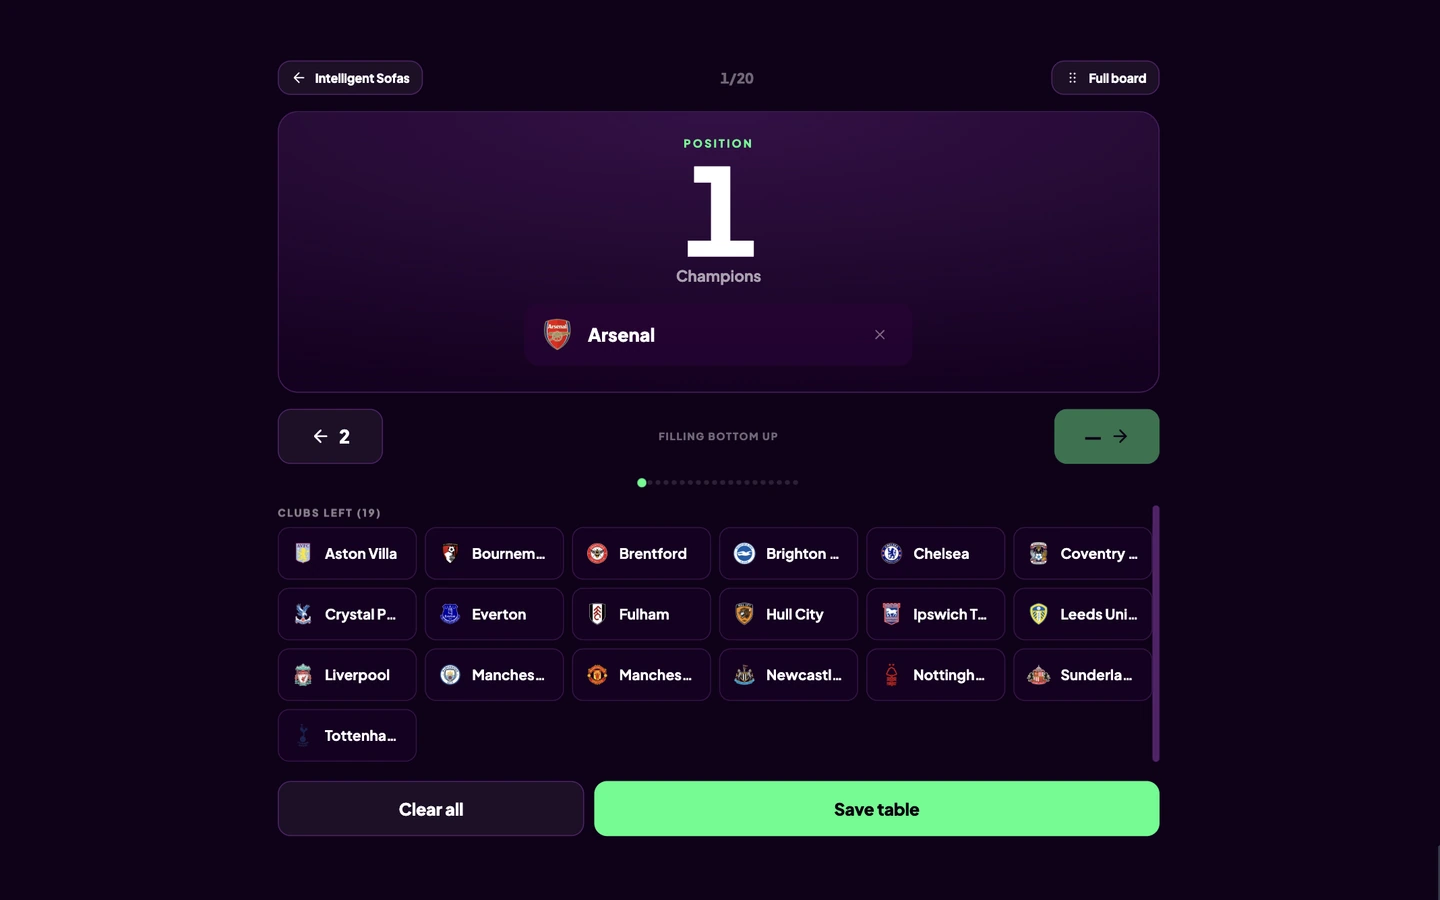 Intelligent Sofas
1/20
Full board
POSITION
1
Champions
Arsenal
2
FILLING BOTTOM UP
—
CLUBS LEFT (19)
Aston Villa
Bournem...
Brentford
Brighton ...
Chelsea
Coventry ...
Crystal P...
Everton
Fulham
Hull City
Ipswich T...
Leeds Uni...
Liverpool
Manches...
Manches...
Newcastl...
Nottingh...
Sunderla...
Tottenha...
Clear all
Save table